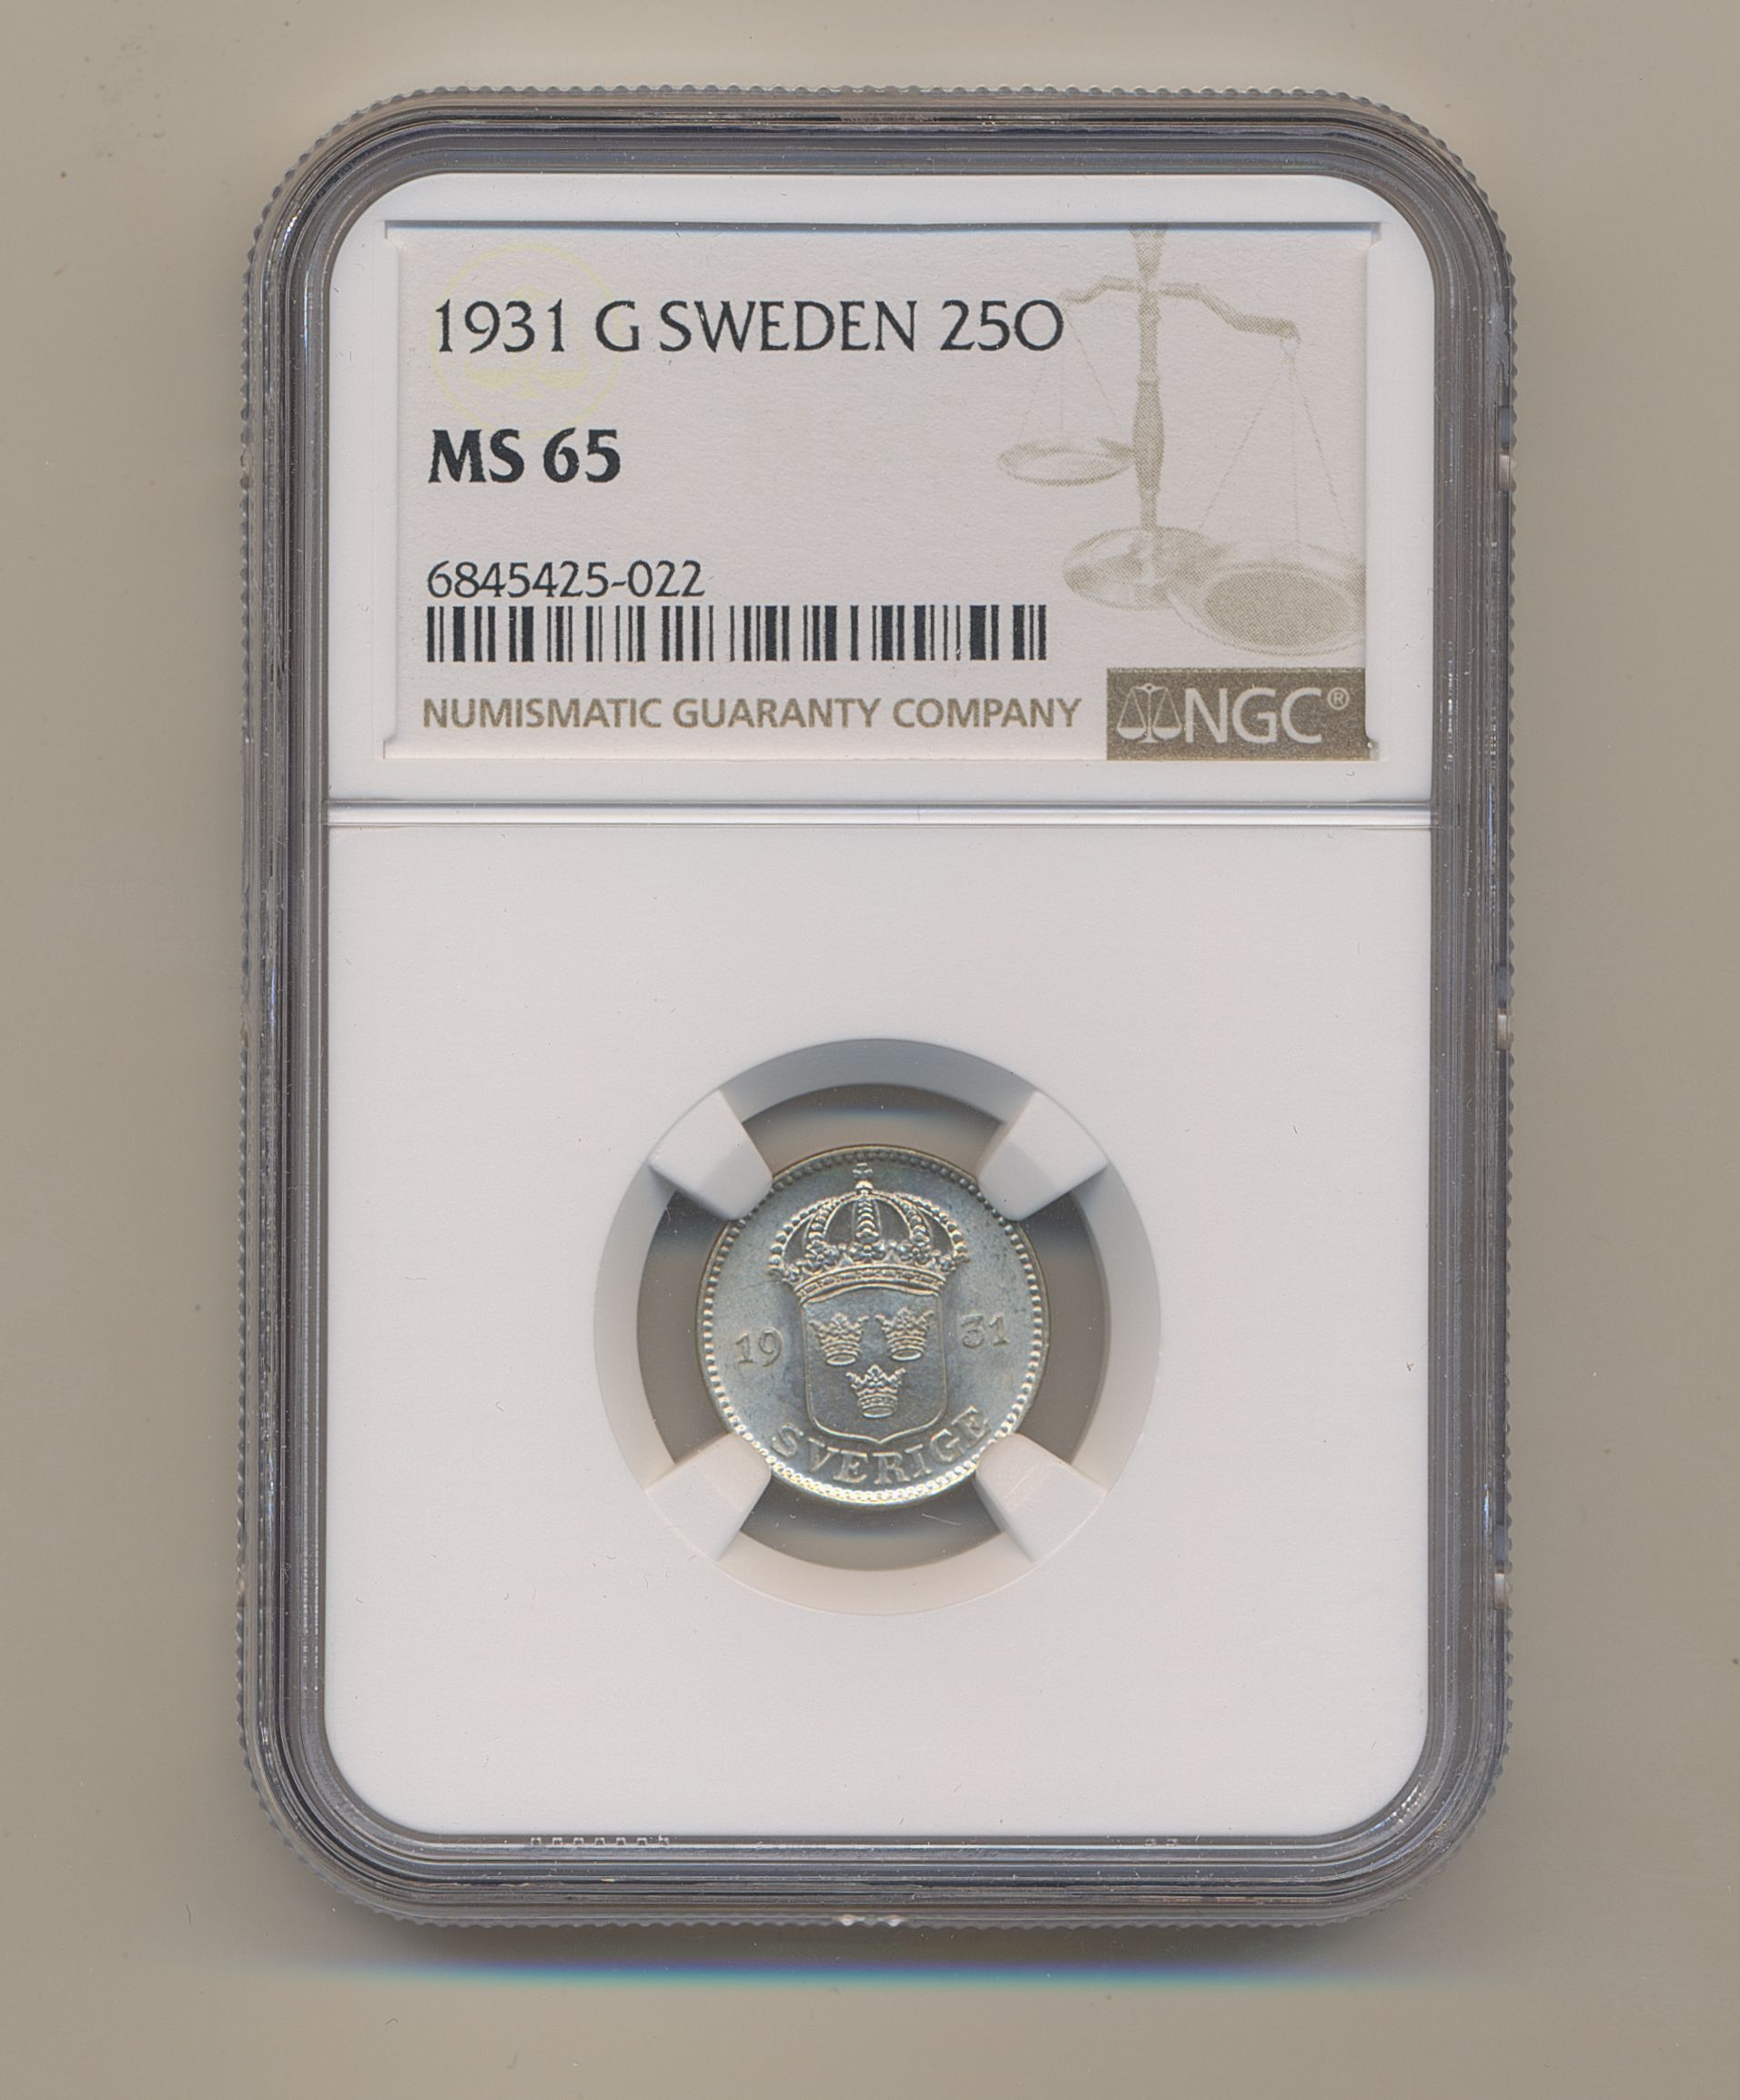 1931 G SWEDEN 25O
MS 65
6845425-022
NUMISMATIC GUARANTY COMPANY
NGC®
19 31
SVERIGE